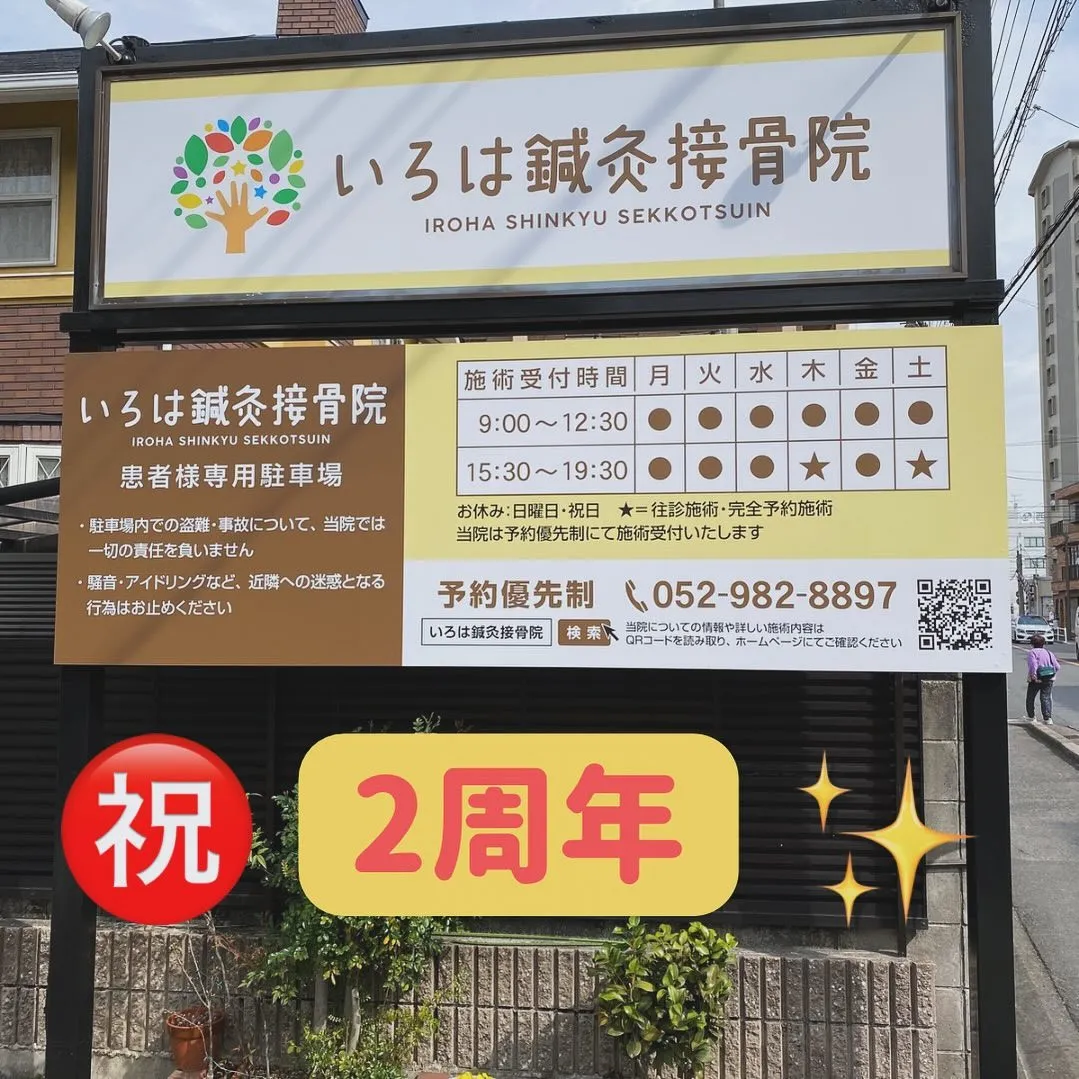 いろは鍼灸接骨院
IROHA SHINKYU SEKKOTSUIN
いろは鍼灸接骨院
IROHA SHINKYU SEKKOTSUIN
患者様専用駐車場
・駐車場内での盗難・事故について、当院では
一切の責任を負いません
・騒音・アイドリングなど、近隣への迷惑となる
行為はお止めください
施術受付時間 月 火 水 木 金 土
9:00～12:30 ● ● ● ● ● ●
15:30～19:30 ● ● ● ★ ● ★
お休み:日曜日・祝日 ★=往診施術・完全予約施術
当院は予約優先制にて施術受付いたします
予約優先制 052-982-8897
いろは鍼灸接骨院 検索
当院についての情報や詳しい施術内容は
QRコードを読み取り、ホームページにてご確認ください
祝 2周年